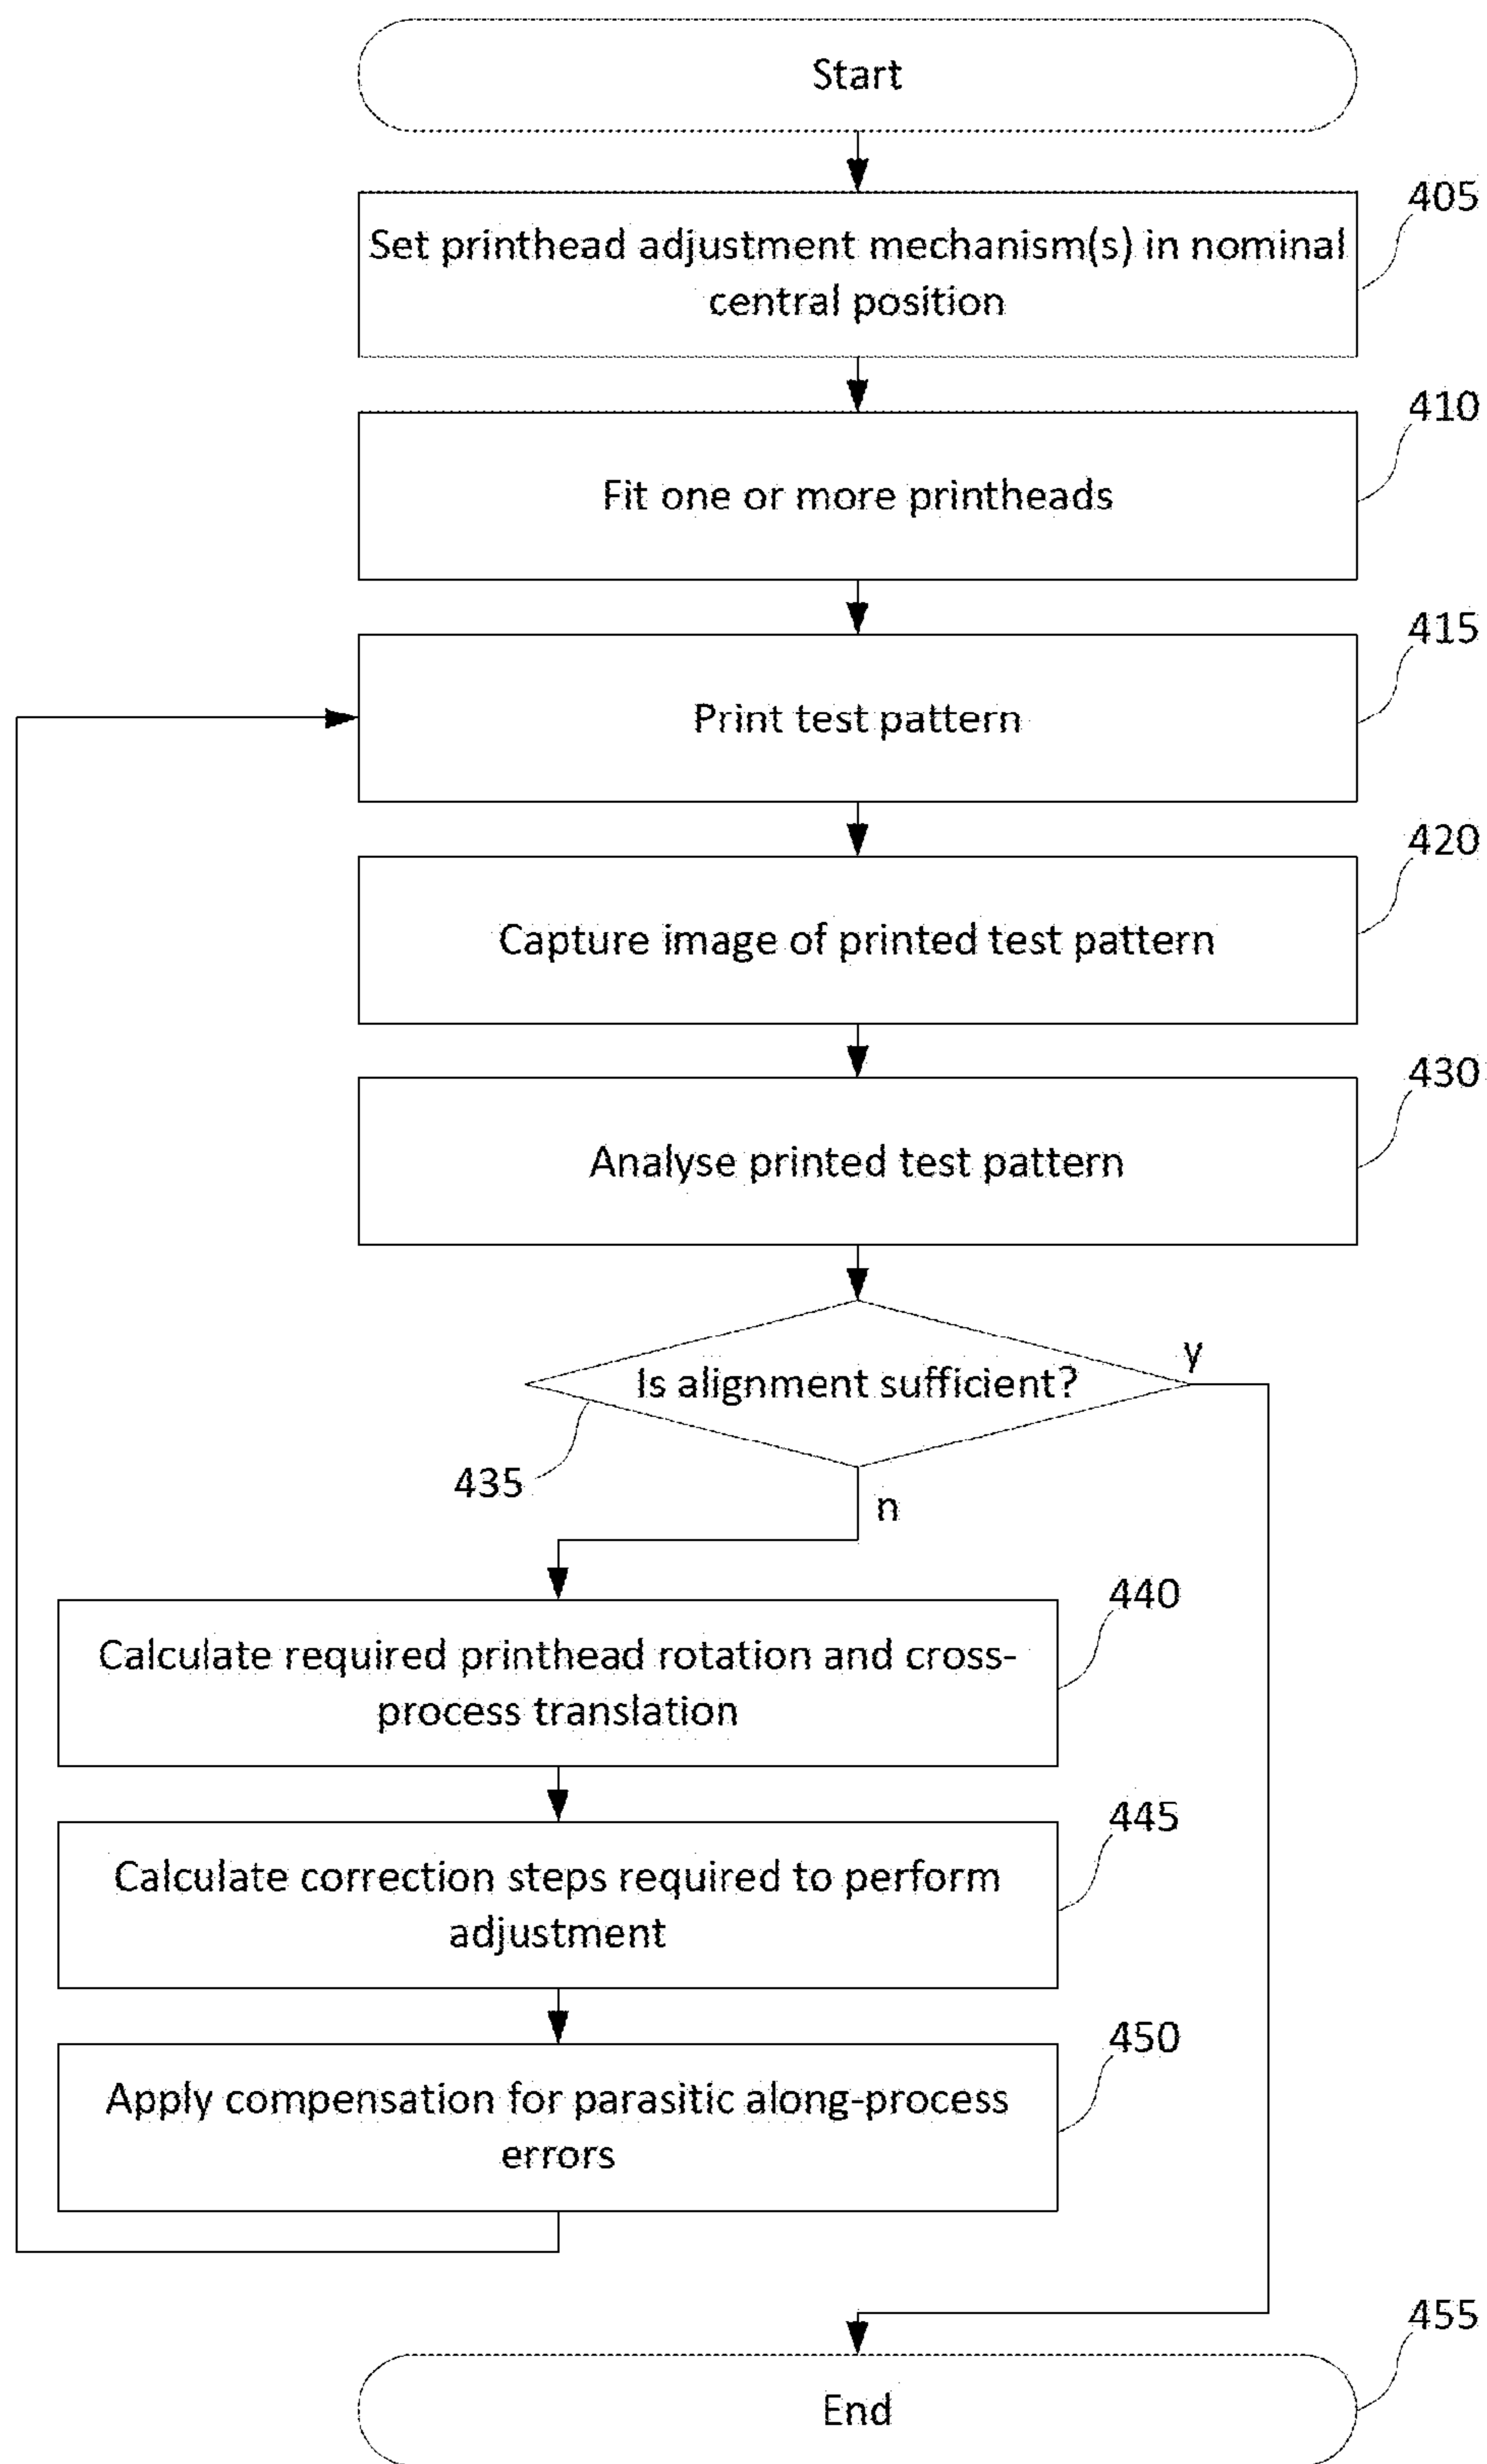 Start
405
Set printhead adjustment mechanism(s) in nominal
central position
410
Fit one or more printheads
415
Print test pattern
420
Capture image of printed test pattern
430
Analyse printed test pattern
y
Is alignment sufficient?
435
n
440
Calculate required printhead rotation and cross-
process translation
445
Calculate correction steps required to perform
adjustment
450
Apply compensation for parasitic along-process
errors
455
End